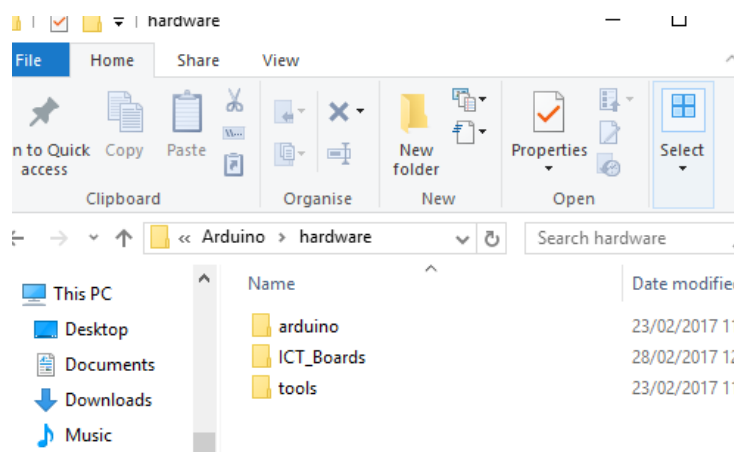 hardware
File Home Share View
n to Quick access
Copy
Paste
New folder
Properties
Select
Clipboard Organise New Open
« Arduino > hardware
Search hardware
Name Date modifie
This PC
Desktop
Documents
Downloads
Music
arduino 23/02/2017 1
ICT_Boards 28/02/2017 12
tools 23/02/2017 1